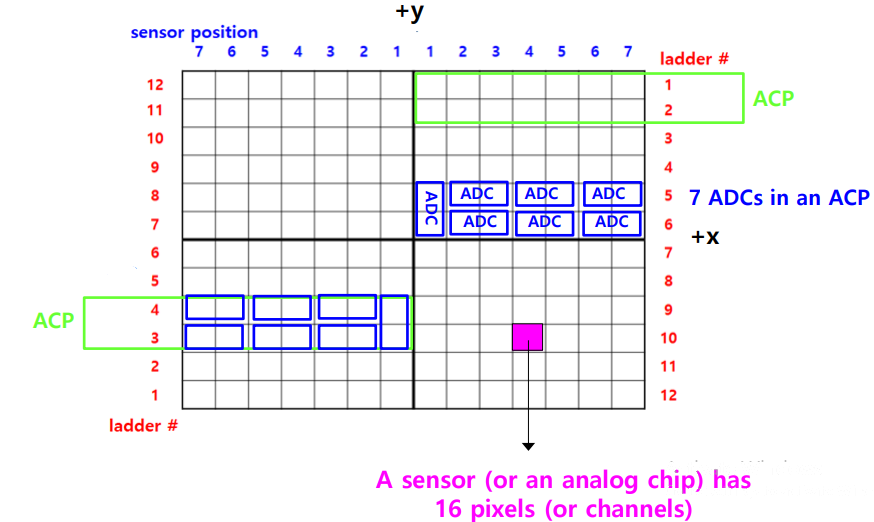 +y
sensor position
7 6 5 4 3 2 1 1 2 3 4 5 6 7
ladder #
12 1
ACP
11 2
10 3
9 4
8 ADC ADC ADC ADC 5
7 ADCs in an ACP
7 ADC ADC ADC 6
+x
6 7
5 8
4 9
ACP
3 10
2 11
1 12
ladder #
A sensor (or an analog chip) has
16 pixels (or channels)